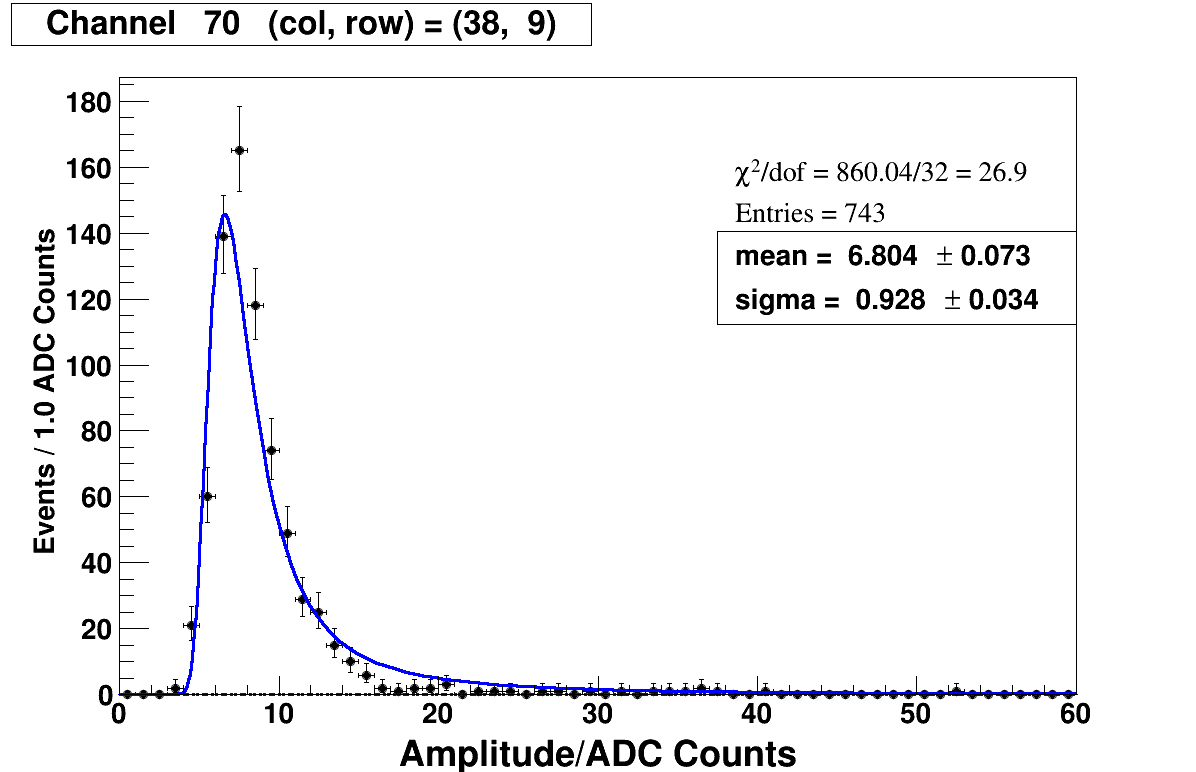 Channel 70 (col, row) = (38, 9)
180
160
140
120
100
80
60
40
20
0
Events / 1.0 ADC Counts
χ²/dof = 860.04/32 = 26.9
Entries = 743
mean = 6.804 ± 0.073
sigma = 0.928 ± 0.034
0 10 20 30 40 50 60
Amplitude/ADC Counts